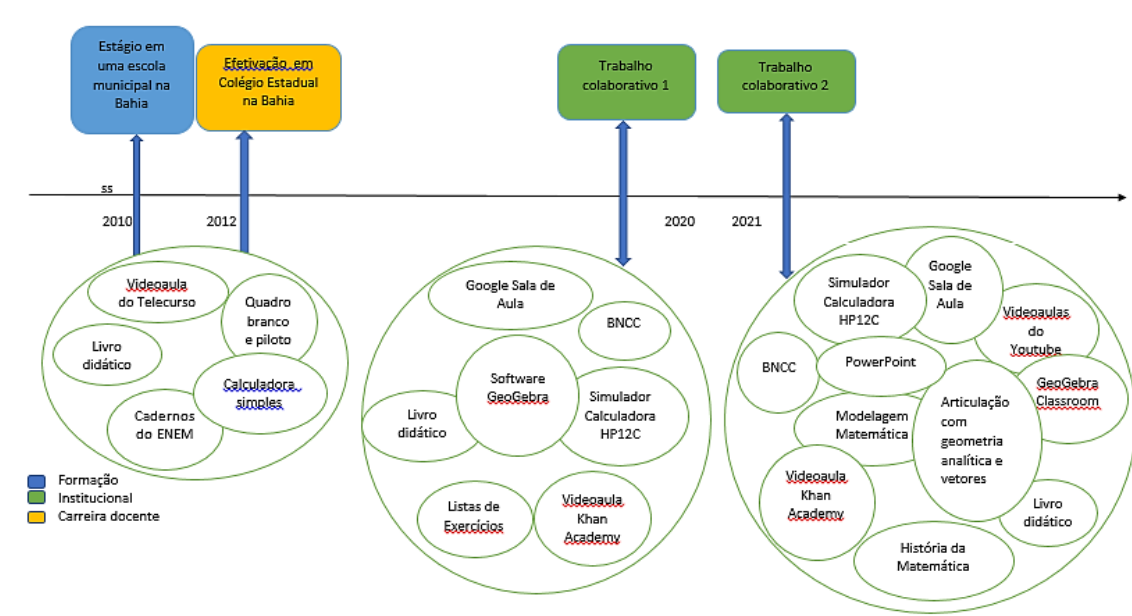 Estágio em
uma escola
municipal na
Bahia
Efetivação em
Colégio Estadual
na Bahia
Trabalho
colaborativo 1
Trabalho
colaborativo 2
ss
2010
2012
2020
2021
Videoaula
do Telecurso
Quadro
branco
e piloto
Livro
didático
Calculadora
simples
Cadernos
do ENEM
Google Sala de
Aula
BNCC
Software
GeoGebra
Livro
didático
Simulador
Calculadora
HP12C
Listas de
Exercícios
Videoaula
Khan
Academy
Simulador
Calculadora
HP12C
Google
Sala de
Aula
Videoaulas
do
Youtube
BNCC
PowerPoint
GeoGebra
Classroom
Modelagem
Matemática
Articulação
com
geometria
analítica e
vetores
Videoaula
Khan
Academy
Livro
didático
História da
Matemática
Formação
Institucional
Carreira docente